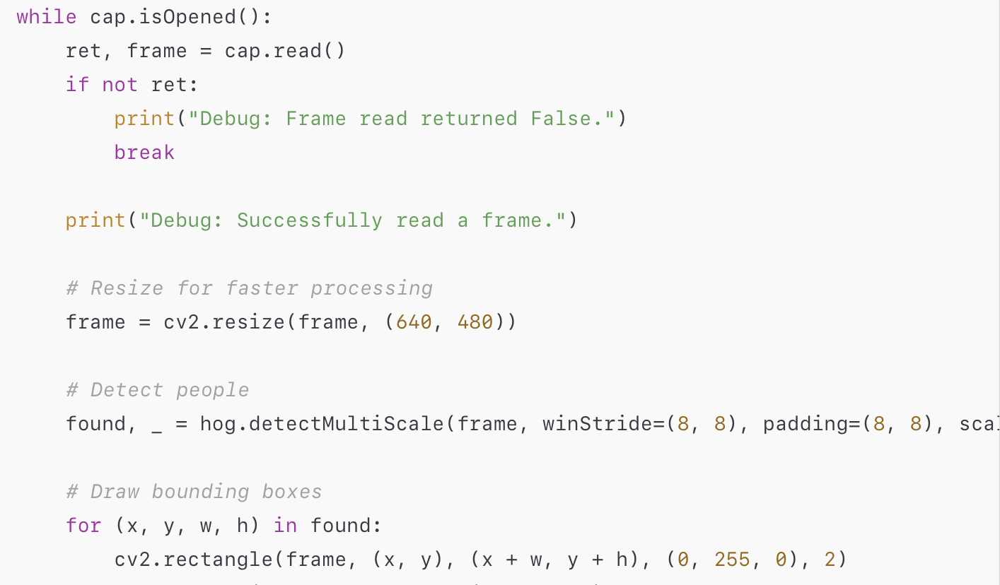 while cap.isOpened():
    ret, frame = cap.read()
    if not ret:
        print("Debug: Frame read returned False.")
        break

    print("Debug: Successfully read a frame.")

    # Resize for faster processing
    frame = cv2.resize(frame, (640, 480))

    # Detect people
    found, _ = hog.detectMultiScale(frame, winStride=(8, 8), padding=(8, 8),

    # Draw bounding boxes
    for (x, y, w, h) in found:
        cv2.rectangle(frame, (x, y), (x + w, y + h), (0, 255, 0), 2)